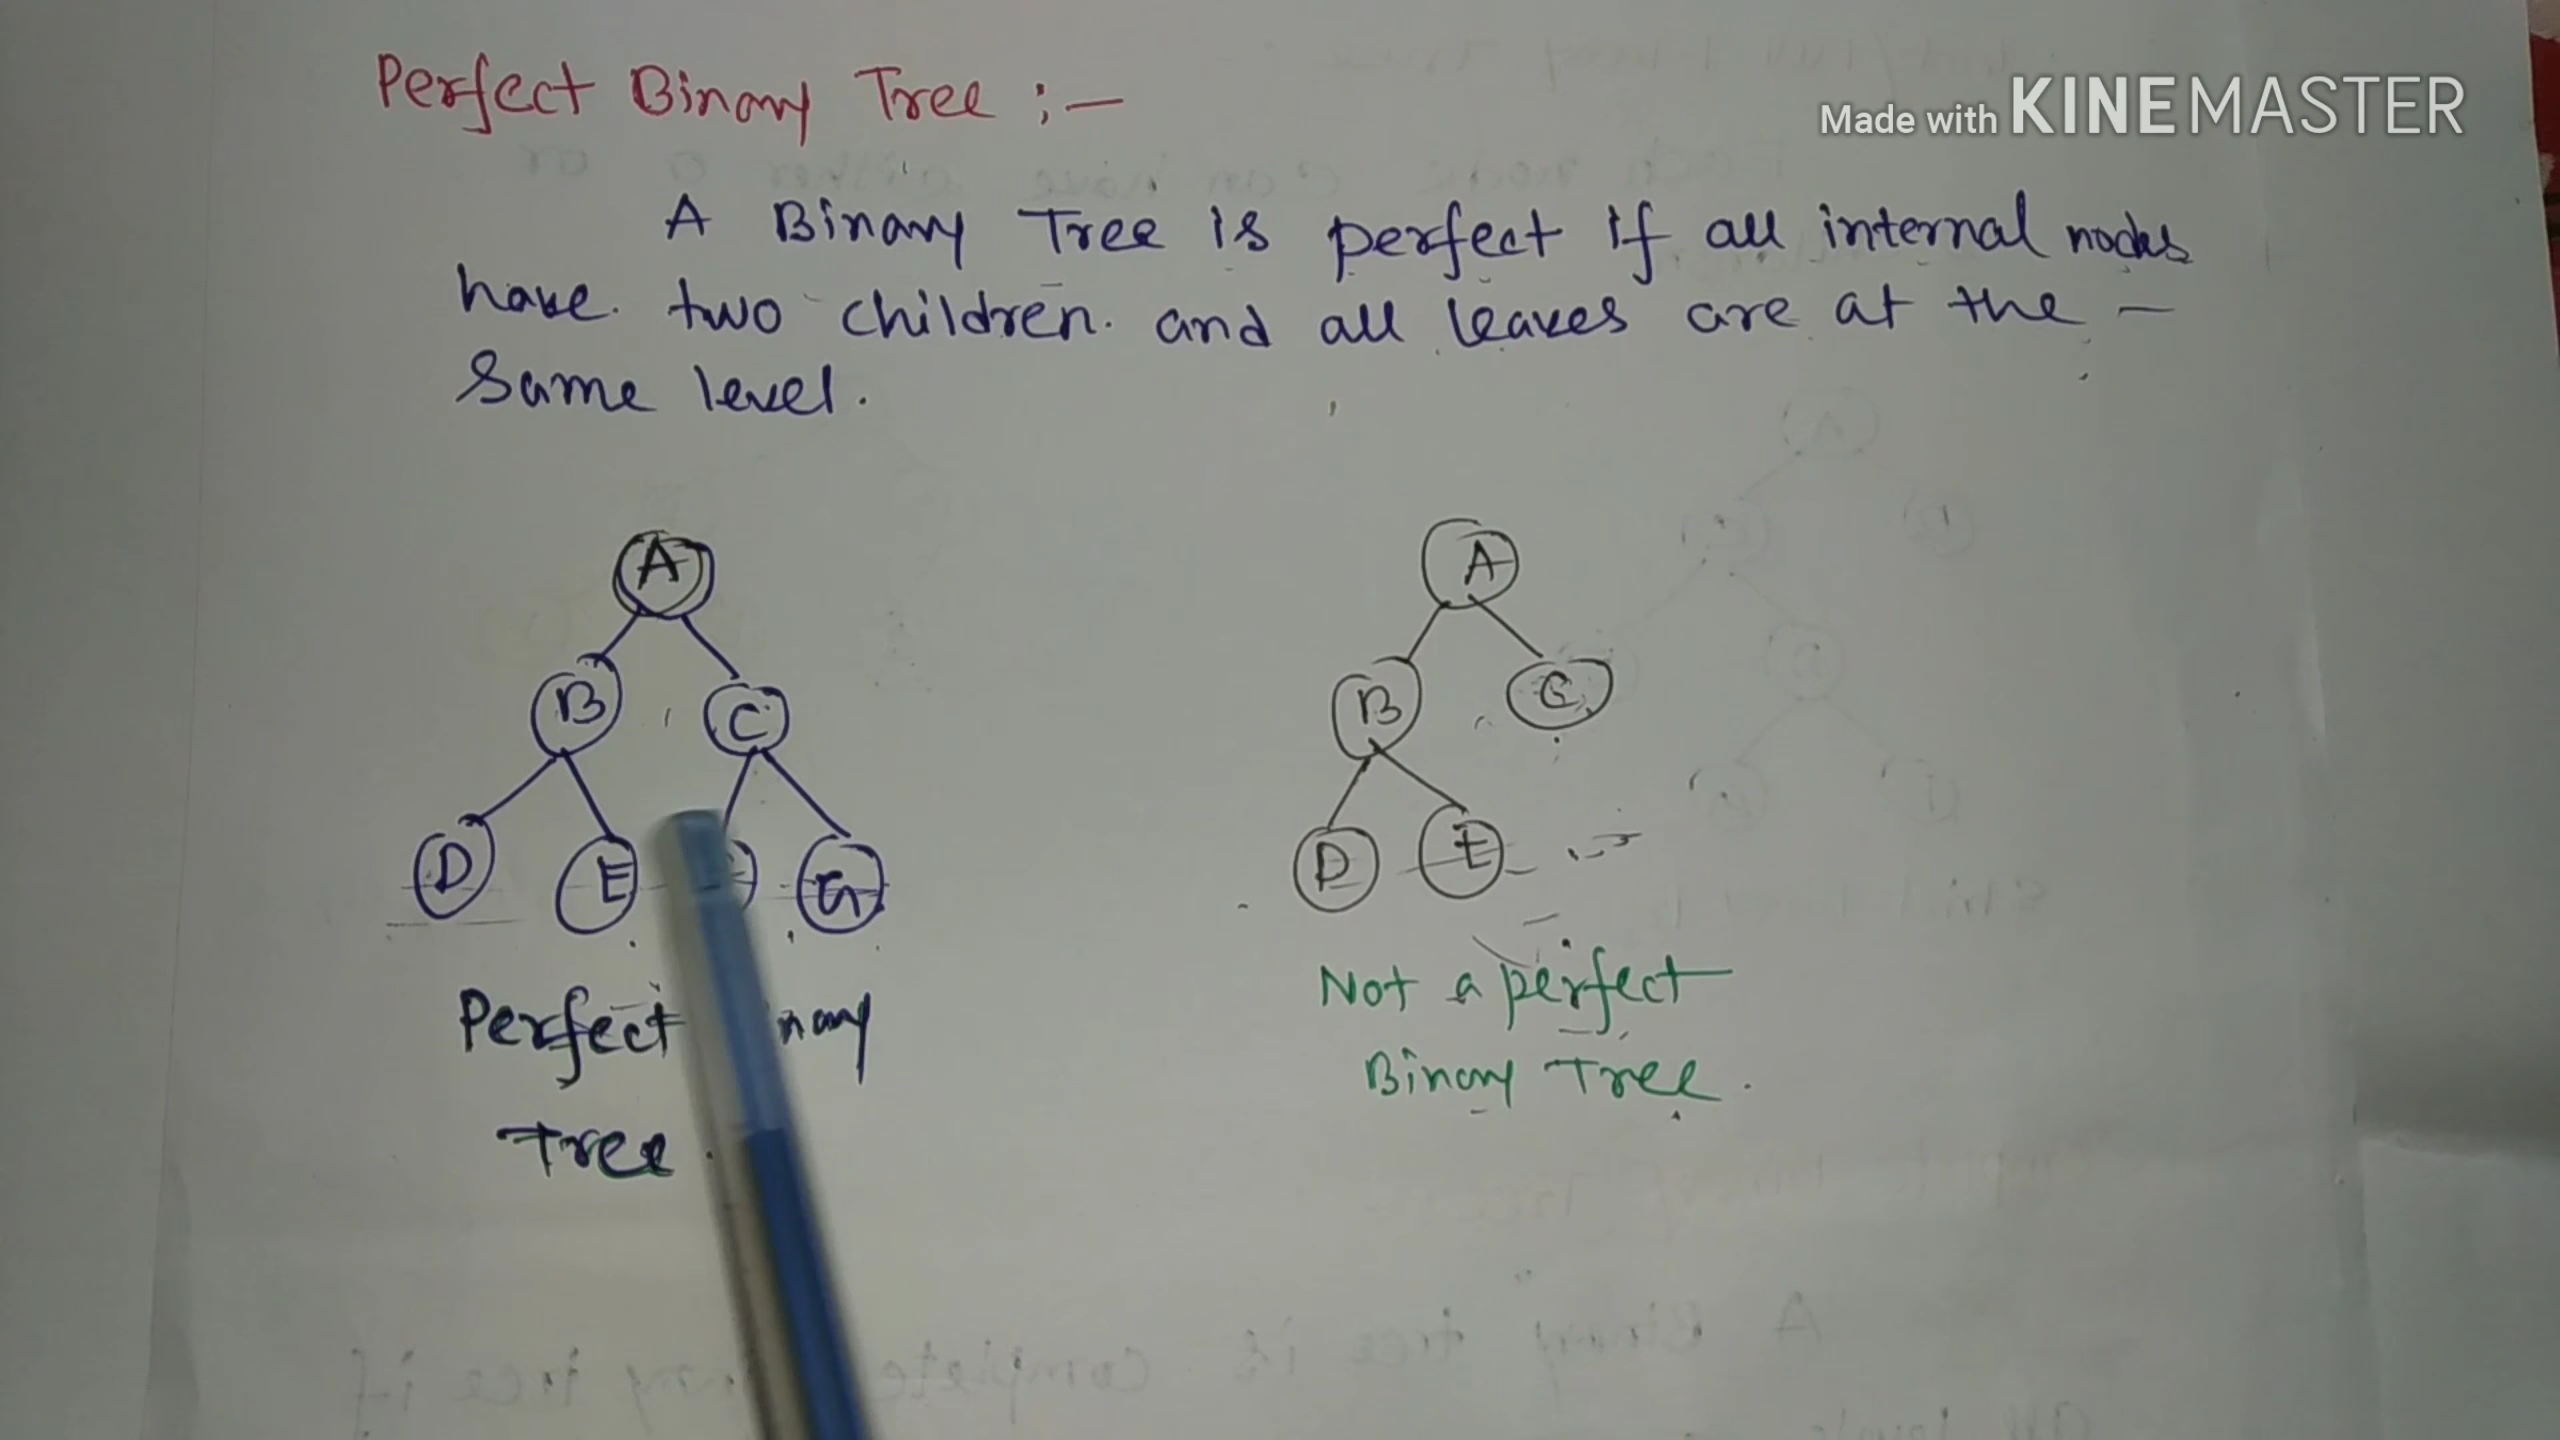 Perfect Binary Tree :-
Made with KINEMASTER
A Binary Tree is perfect if all internal nodes
have two children. and all leaves are at the -
same level.
A
A
B C
B C
D E G
D E
Perfect
Tree.
Not a perfect
Binary Tree.